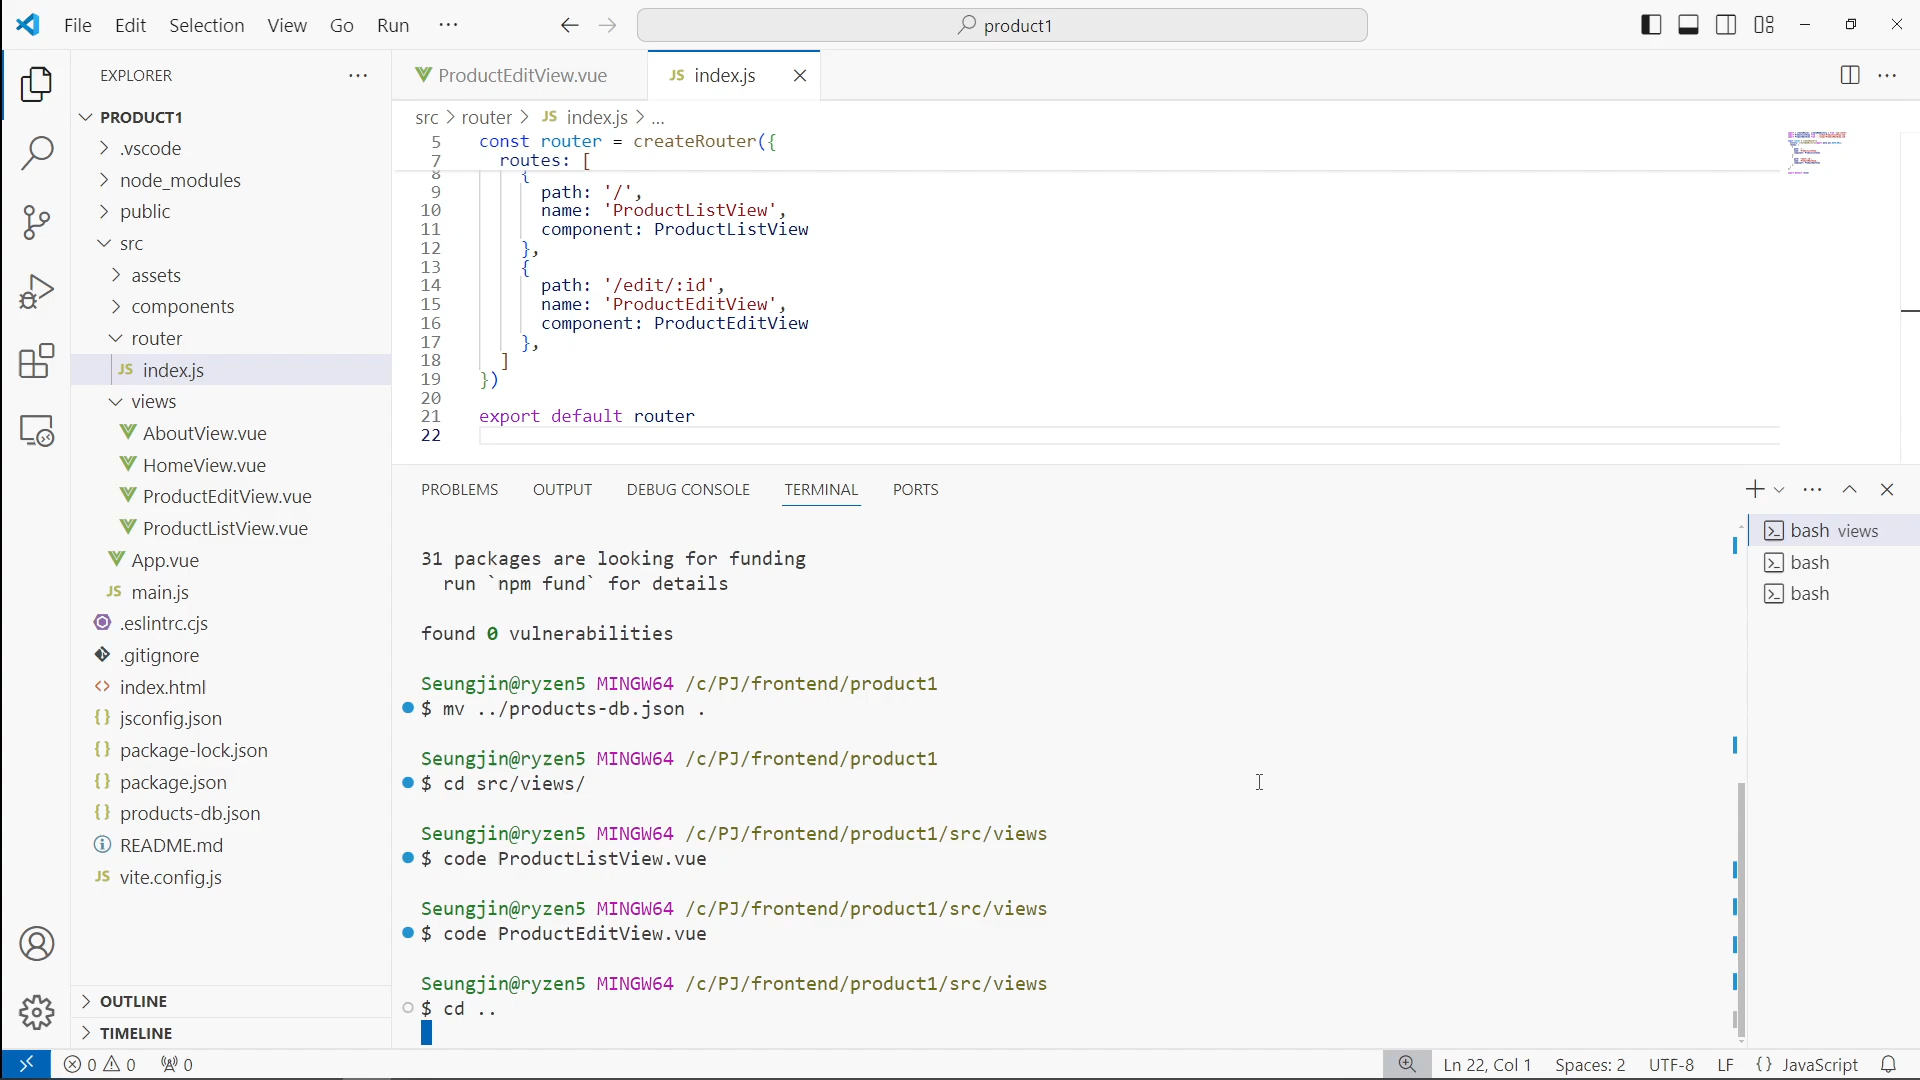 File Edit Selection View Go Run ···
product1
EXPLORER
PRODUCT1
.vscode
node_modules
public
src
assets
components
router
JS index.js
views
AboutView.vue
HomeView.vue
ProductEditView.vue
ProductListView.vue
App.vue
JS main.js
.eslintrc.cjs
.gitignore
<> index.html
{} jsconfig.json
{} package-lock.json
{} package.json
{} products-db.json
README.md
JS vite.config.js
OUTLINE
TIMELINE
ProductEditView.vue
JS index.js
src > router > JS index.js > ...
5 const router = createRouter({
7 routes: [
8 {
9 path: '/',
10 name: 'ProductListView',
11 component: ProductListView
12 },
13 {
14 path: '/edit/:id',
15 name: 'ProductEditView',
16 component: ProductEditView
17 },
18 ]
19 })
20
21 export default router
22
PROBLEMS OUTPUT DEBUG CONSOLE TERMINAL PORTS
31 packages are looking for funding
run `npm fund` for details
found 0 vulnerabilities
Seungjin@ryzen5 MINGW64 /c/PJ/frontend/product1
$ mv ../products-db.json .
Seungjin@ryzen5 MINGW64 /c/PJ/frontend/product1
$ cd src/views/
Seungjin@ryzen5 MINGW64 /c/PJ/frontend/product1/src/views
$ code ProductListView.vue
Seungjin@ryzen5 MINGW64 /c/PJ/frontend/product1/src/views
$ code ProductEditView.vue
Seungjin@ryzen5 MINGW64 /c/PJ/frontend/product1/src/views
$ cd ..
bash views
bash
bash
0 0 0
Ln 22, Col 1 Spaces: 2 UTF-8 LF {} JavaScript